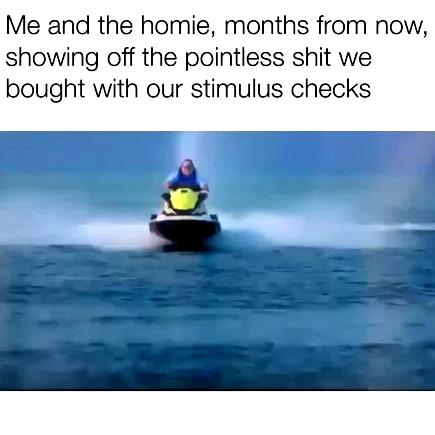 Me and the homie, months from now,
showing off the pointless shit we
bought with our stimulus checks